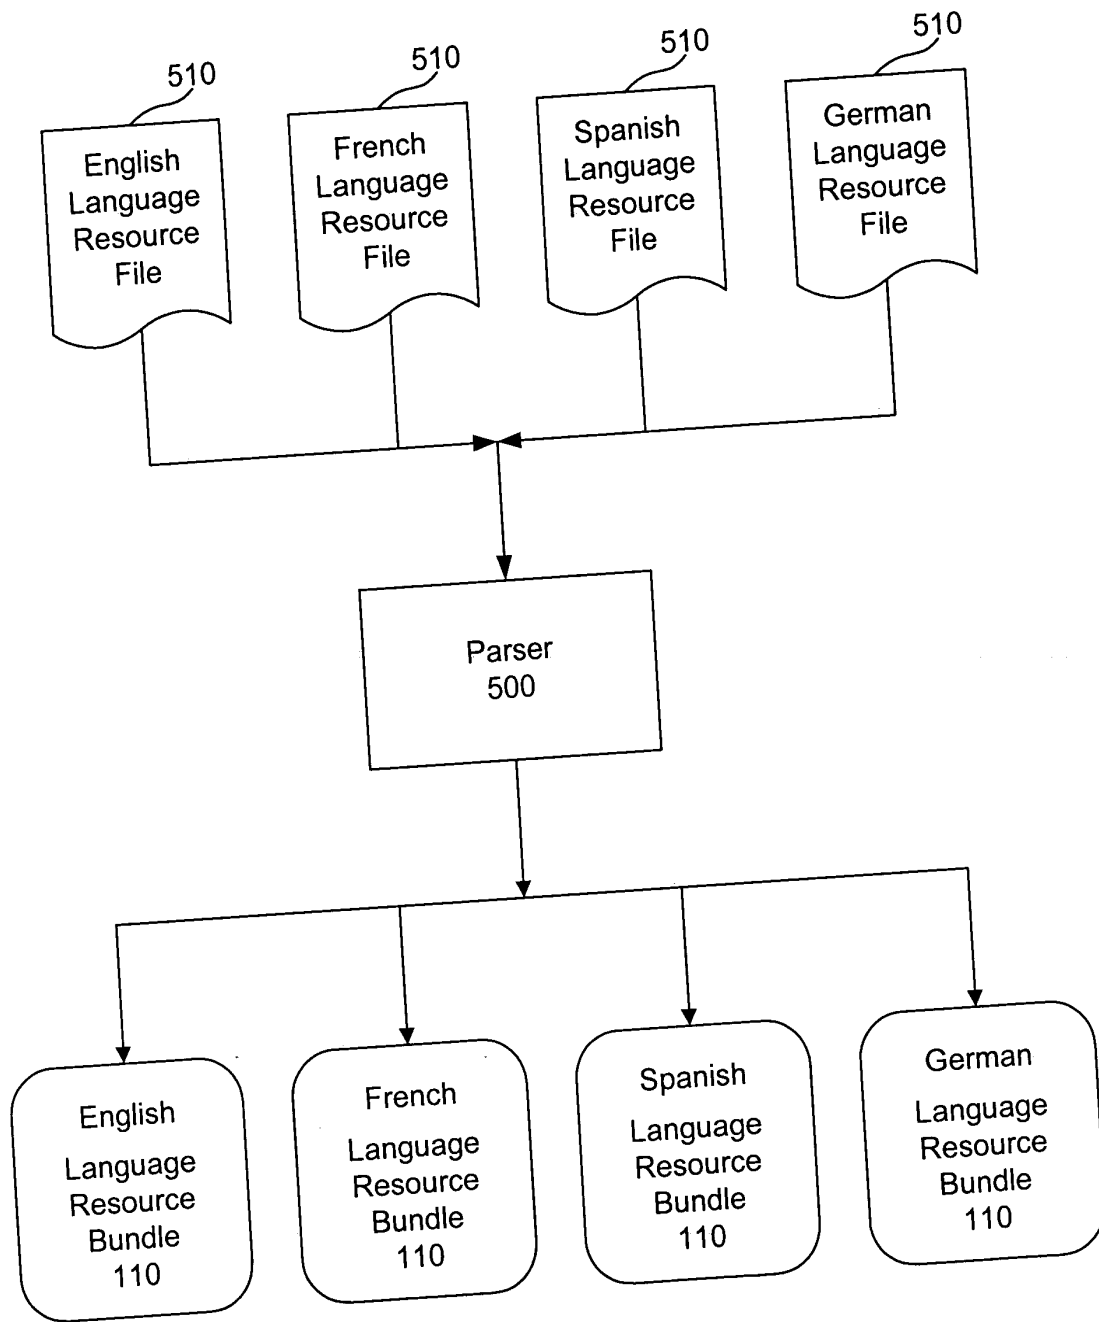 510
510
510
510
English
Language
Resource
File
French
Language
Resource
File
Spanish
Language
Resource
File
German
Language
Resource
File
Parser
500
English
Language
Resource
Bundle
110
French
Language
Resource
Bundle
110
Spanish
Language
Resource
Bundle
110
German
Language
Resource
Bundle
110